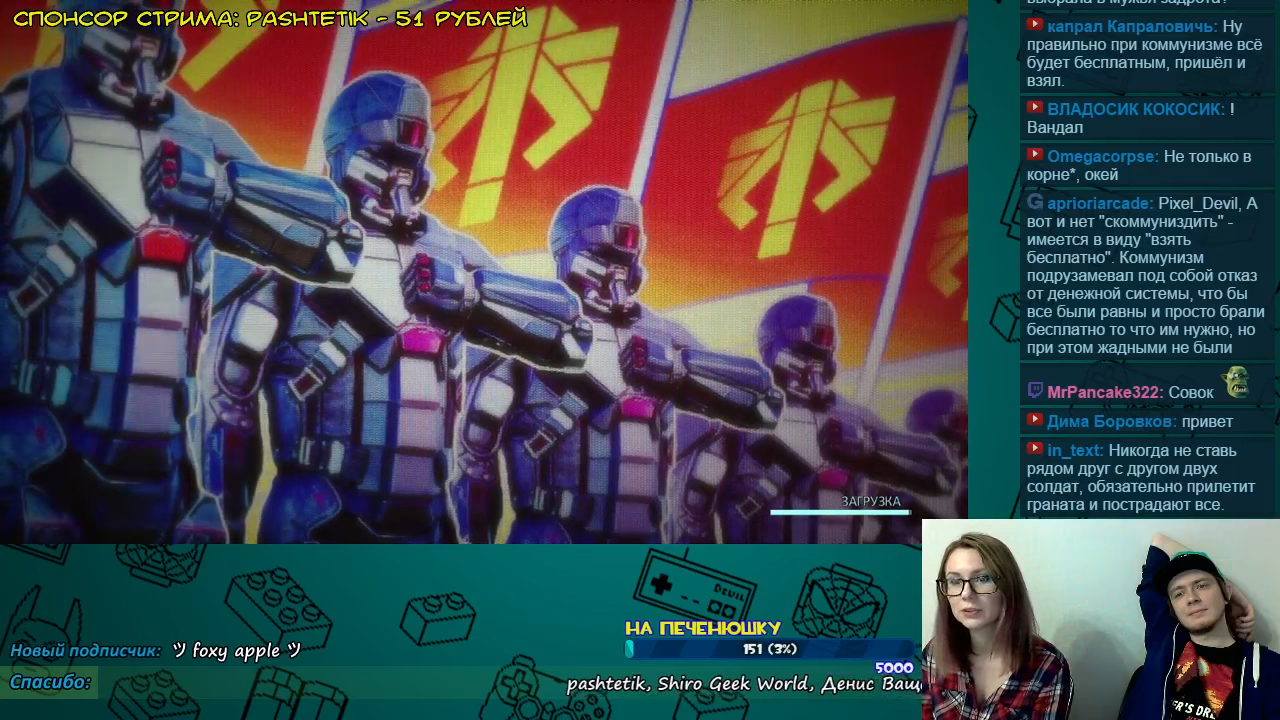 СПОНСОР СТРИМА: PASHTETIK - 51 РУБЛЕЙ
капрал Капраловичь: Ну
правильно при коммунизме всё
будет бесплатным, пришёл и
взял.
ВЛАДОСИК КОКОСИК: !
Вандал
Omegacorpse: Не только в
корне*, окей
aprioriarcade: Pixel_Devil, А
вот и нет "скоммуниздить" -
имеется в виду "взять
бесплатно". Коммунизм
подрузамевал под собой отказ
от денежной системы, что бы
все были равны и просто брали
бесплатно то что им нужно, но
при этом жадными не были
MrPancake322: Совок
Дима Боровков: привет
in_text: Никогда не ставь
рядом друг с другом двух
солдат, обязательно прилетит
граната и пострадают все.
ЗАГРУЗКА
DEVIL
НА ПЕЧЕНЮШКУ
151 (3%)
5000
Новый подписчик: ツ foxy apple ツ
Спасибо:
pashtetik, Shiro Geek World, Денис Ваще